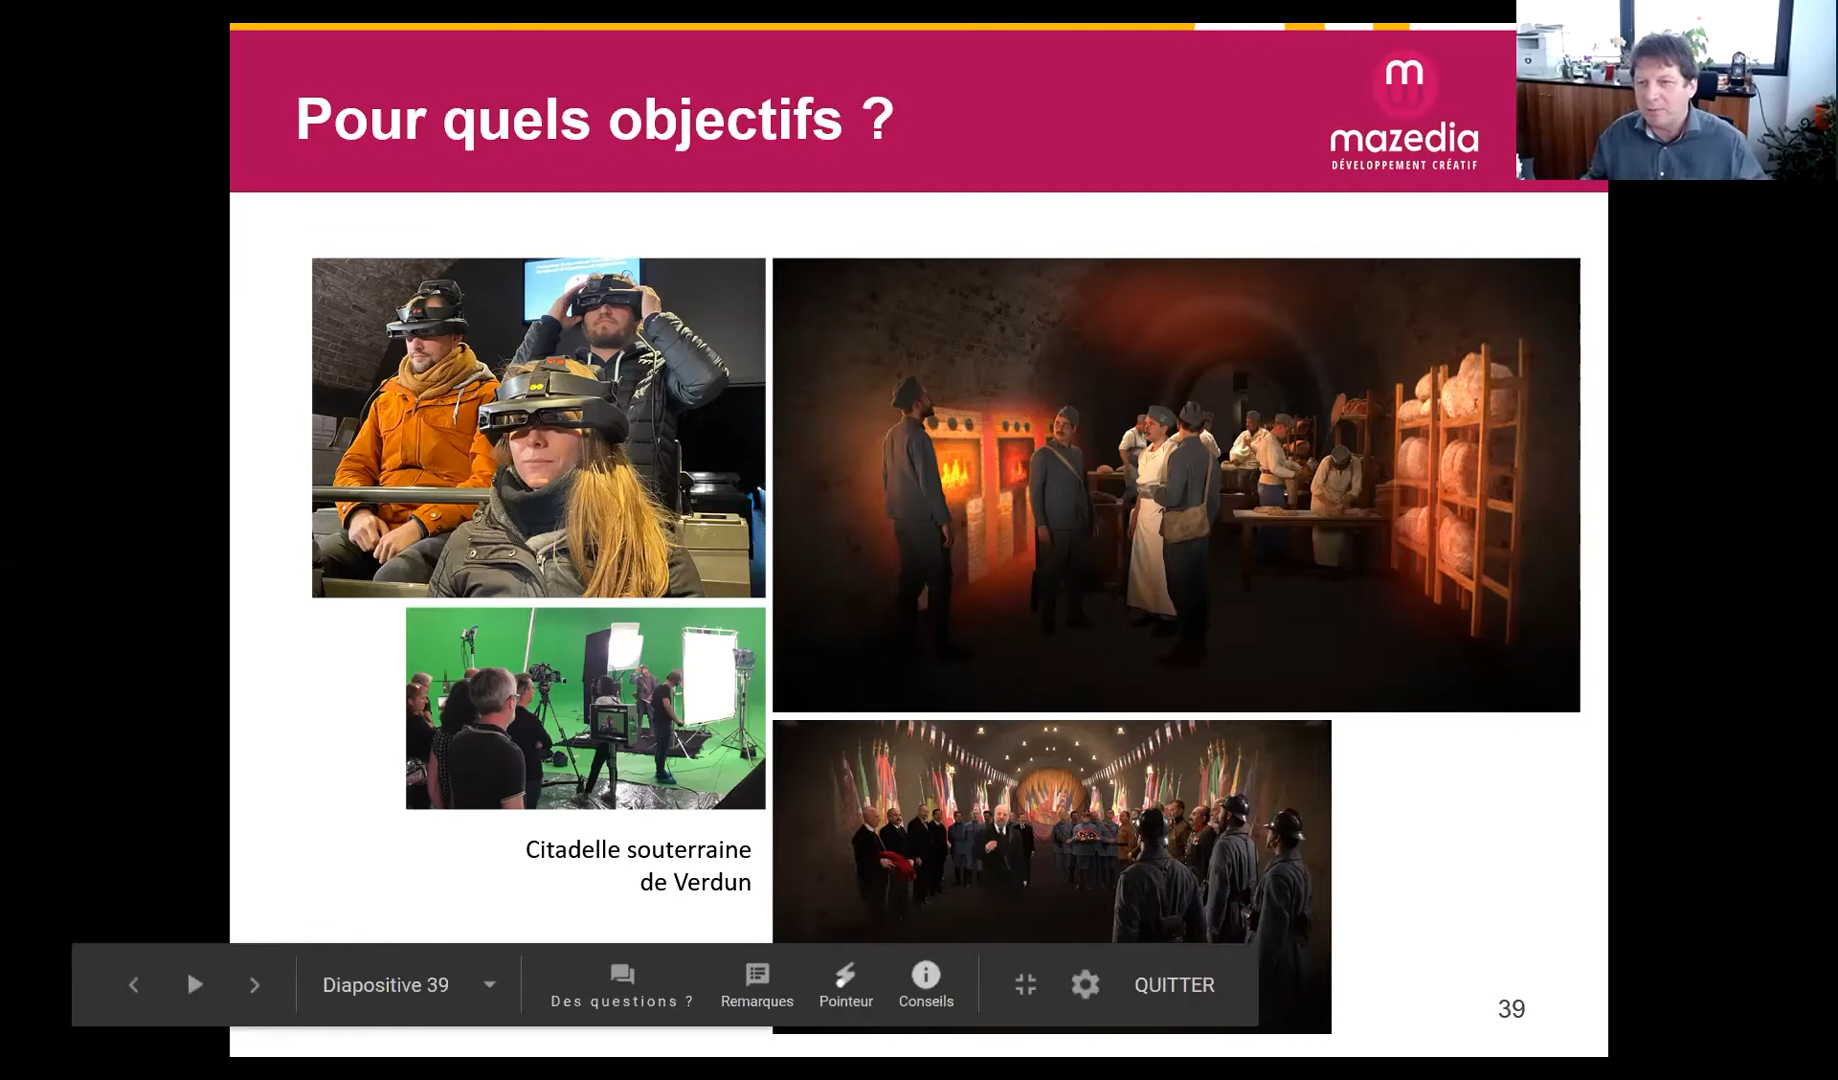 Pour quels objectifs ?
m
mazedia
DÉVELOPPEMENT CRÉATIF
Citadelle souterraine
de Verdun
Diapositive 39
Des questions ?
Remarques
Pointeur
Conseils
QUITTER
39